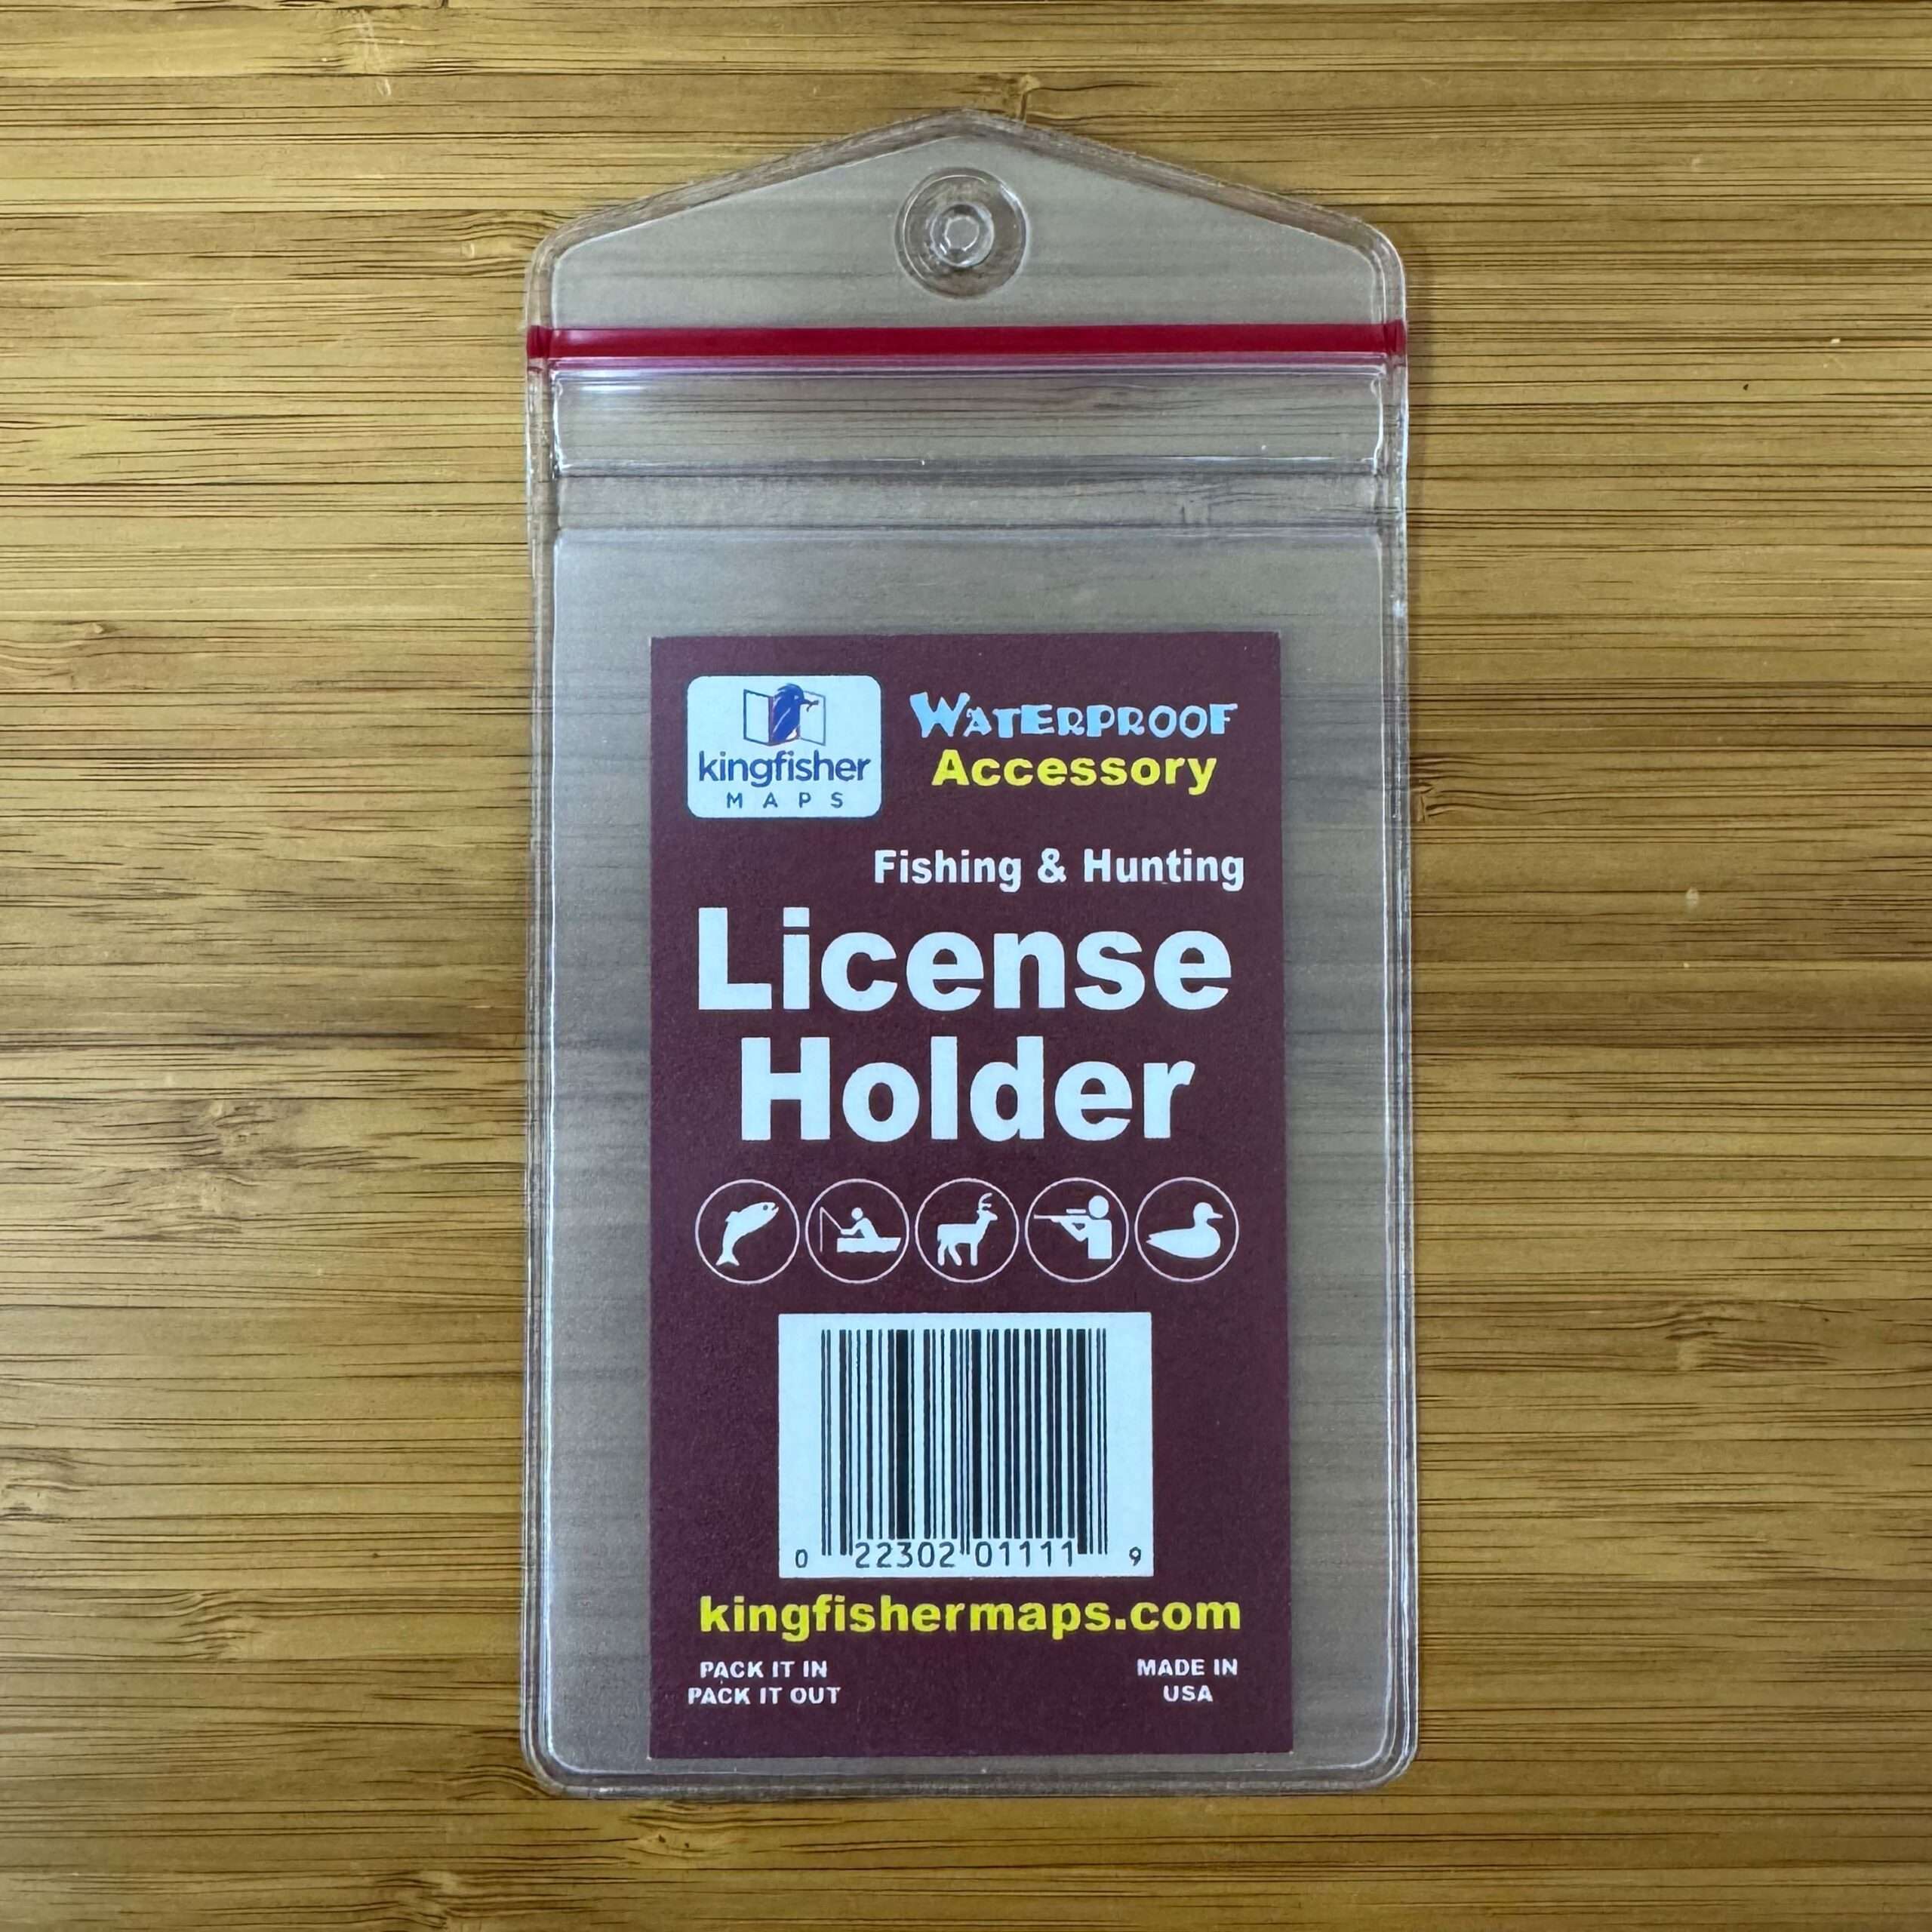 kingfisher
MAPS
WATERPROOF
Accessory
Fishing & Hunting
License
Holder
0 22302 01111 9
kingfishermaps.com
PACK IT IN
PACK IT OUT
MADE IN
USA